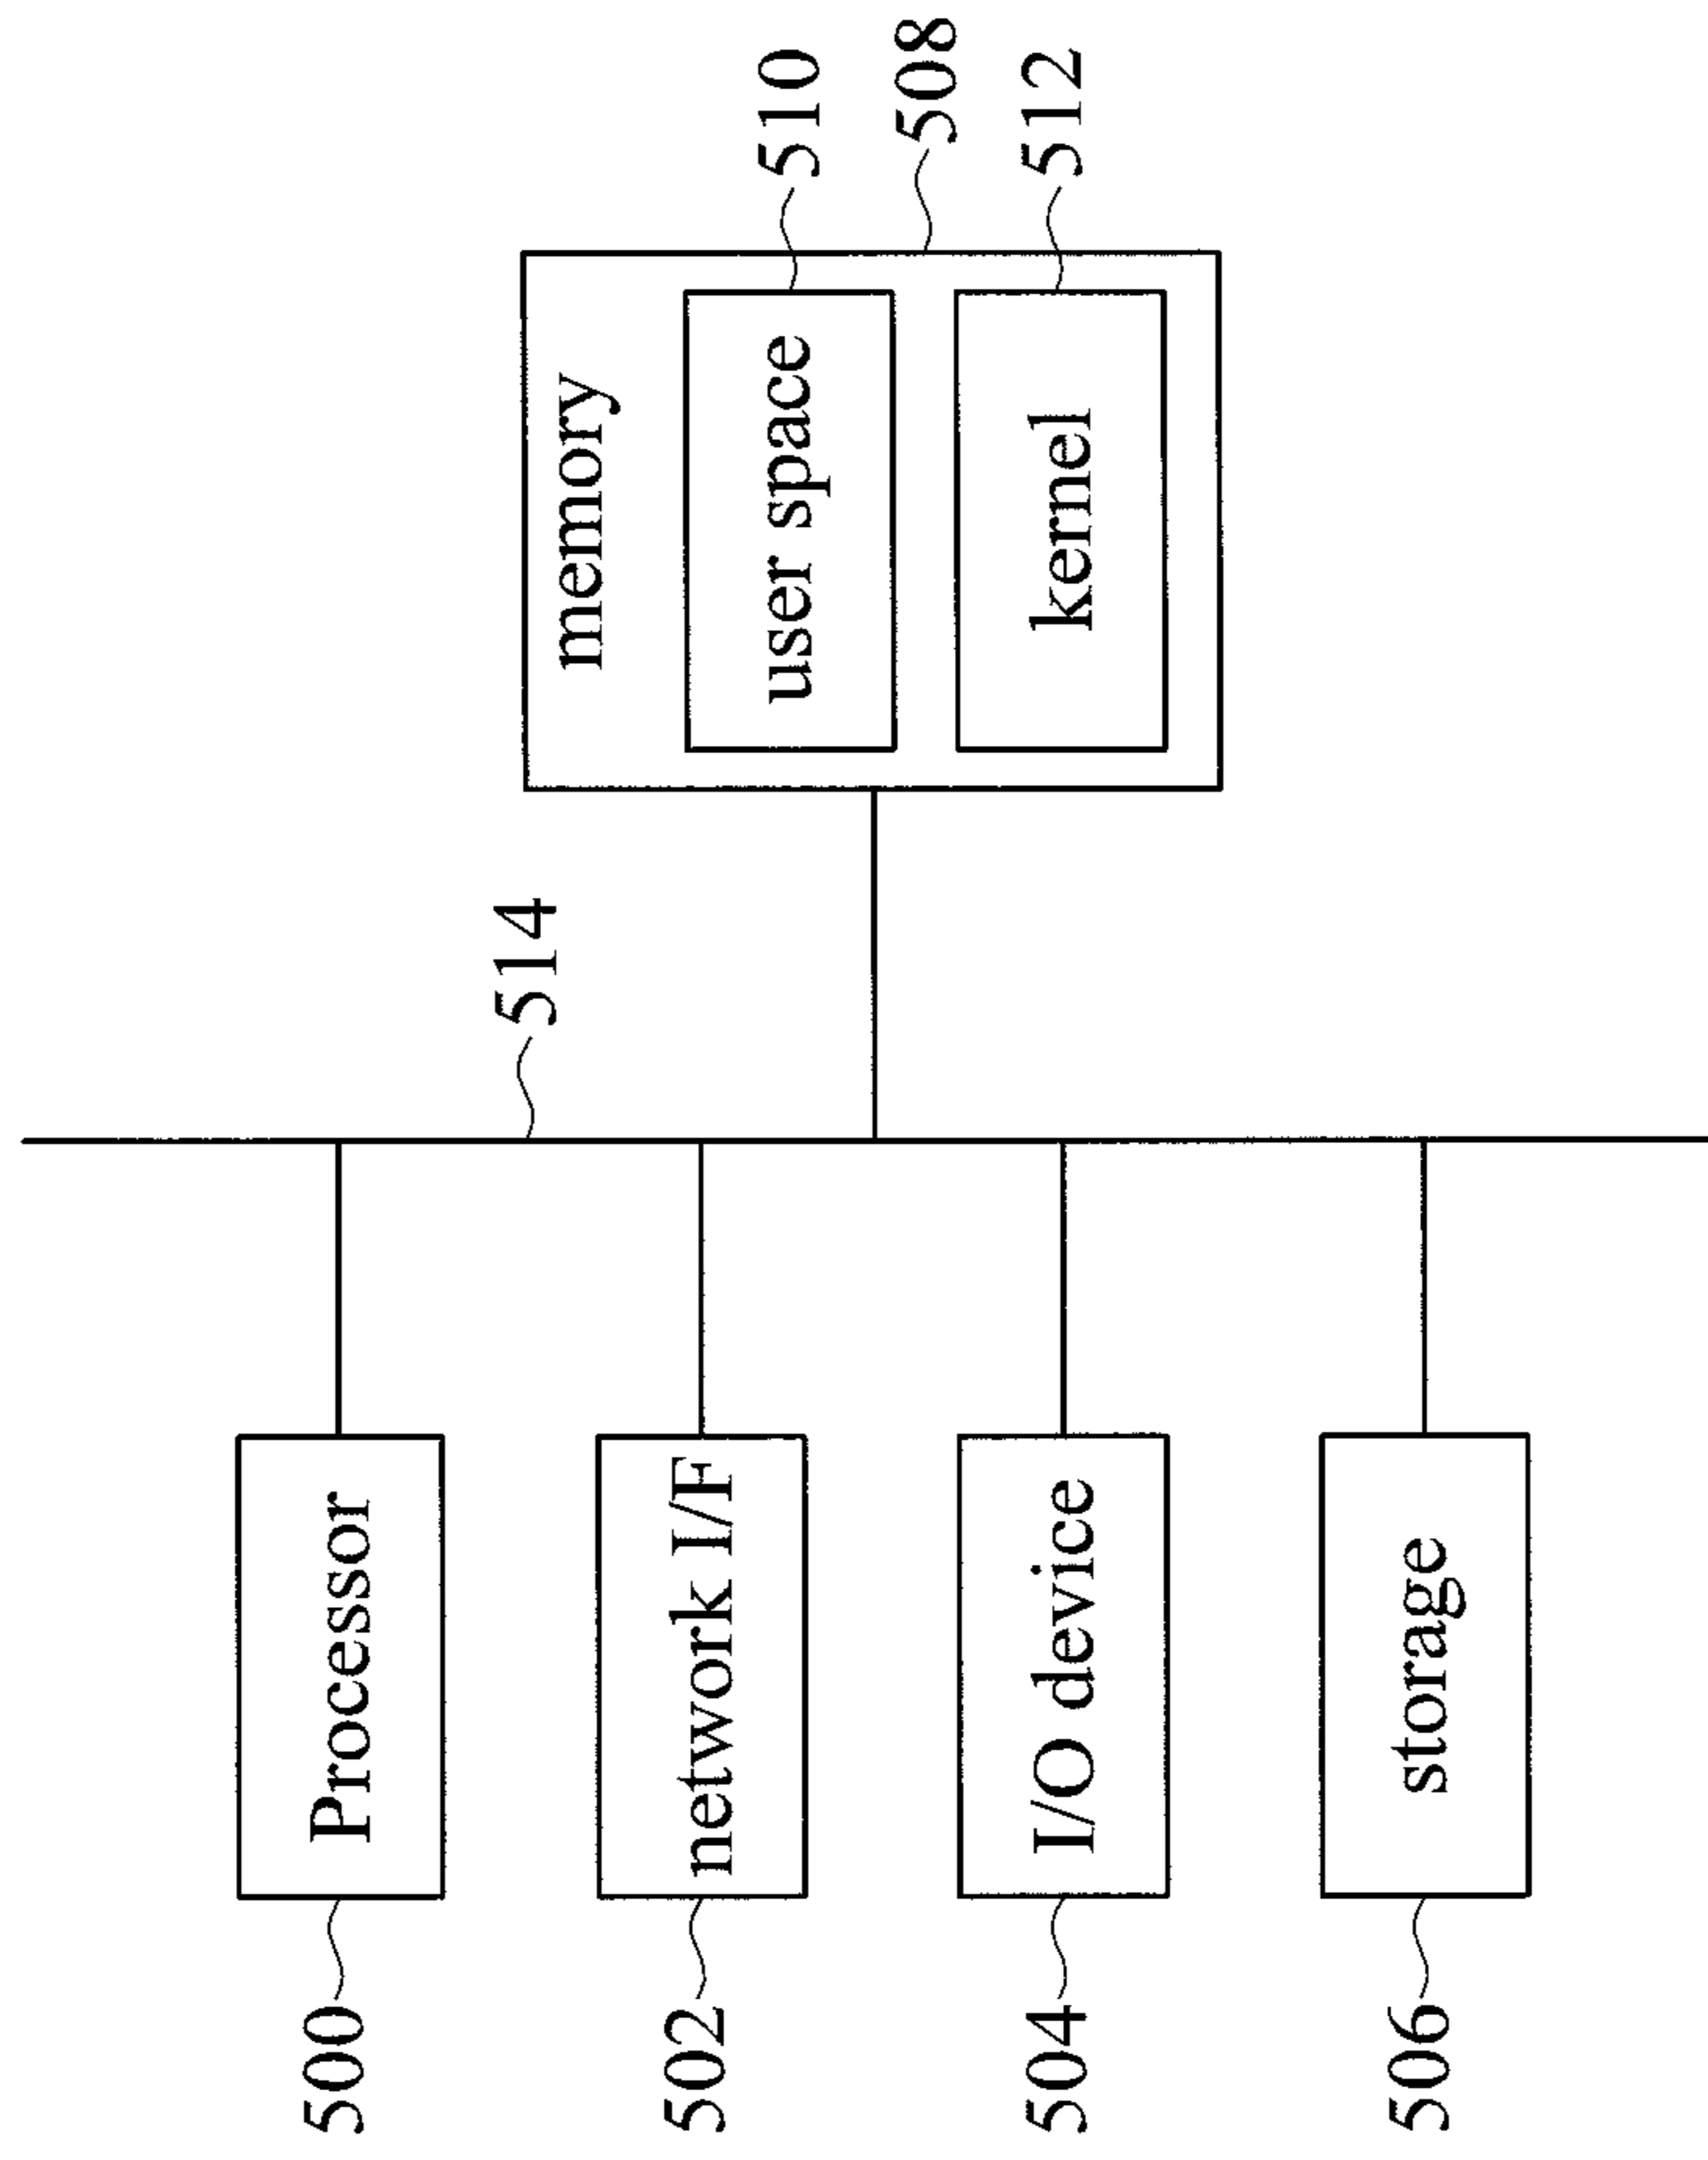 500
Processor
502
network I/F
504
I/O device
506
storage
514
memory
user space
510
508
kernel
512